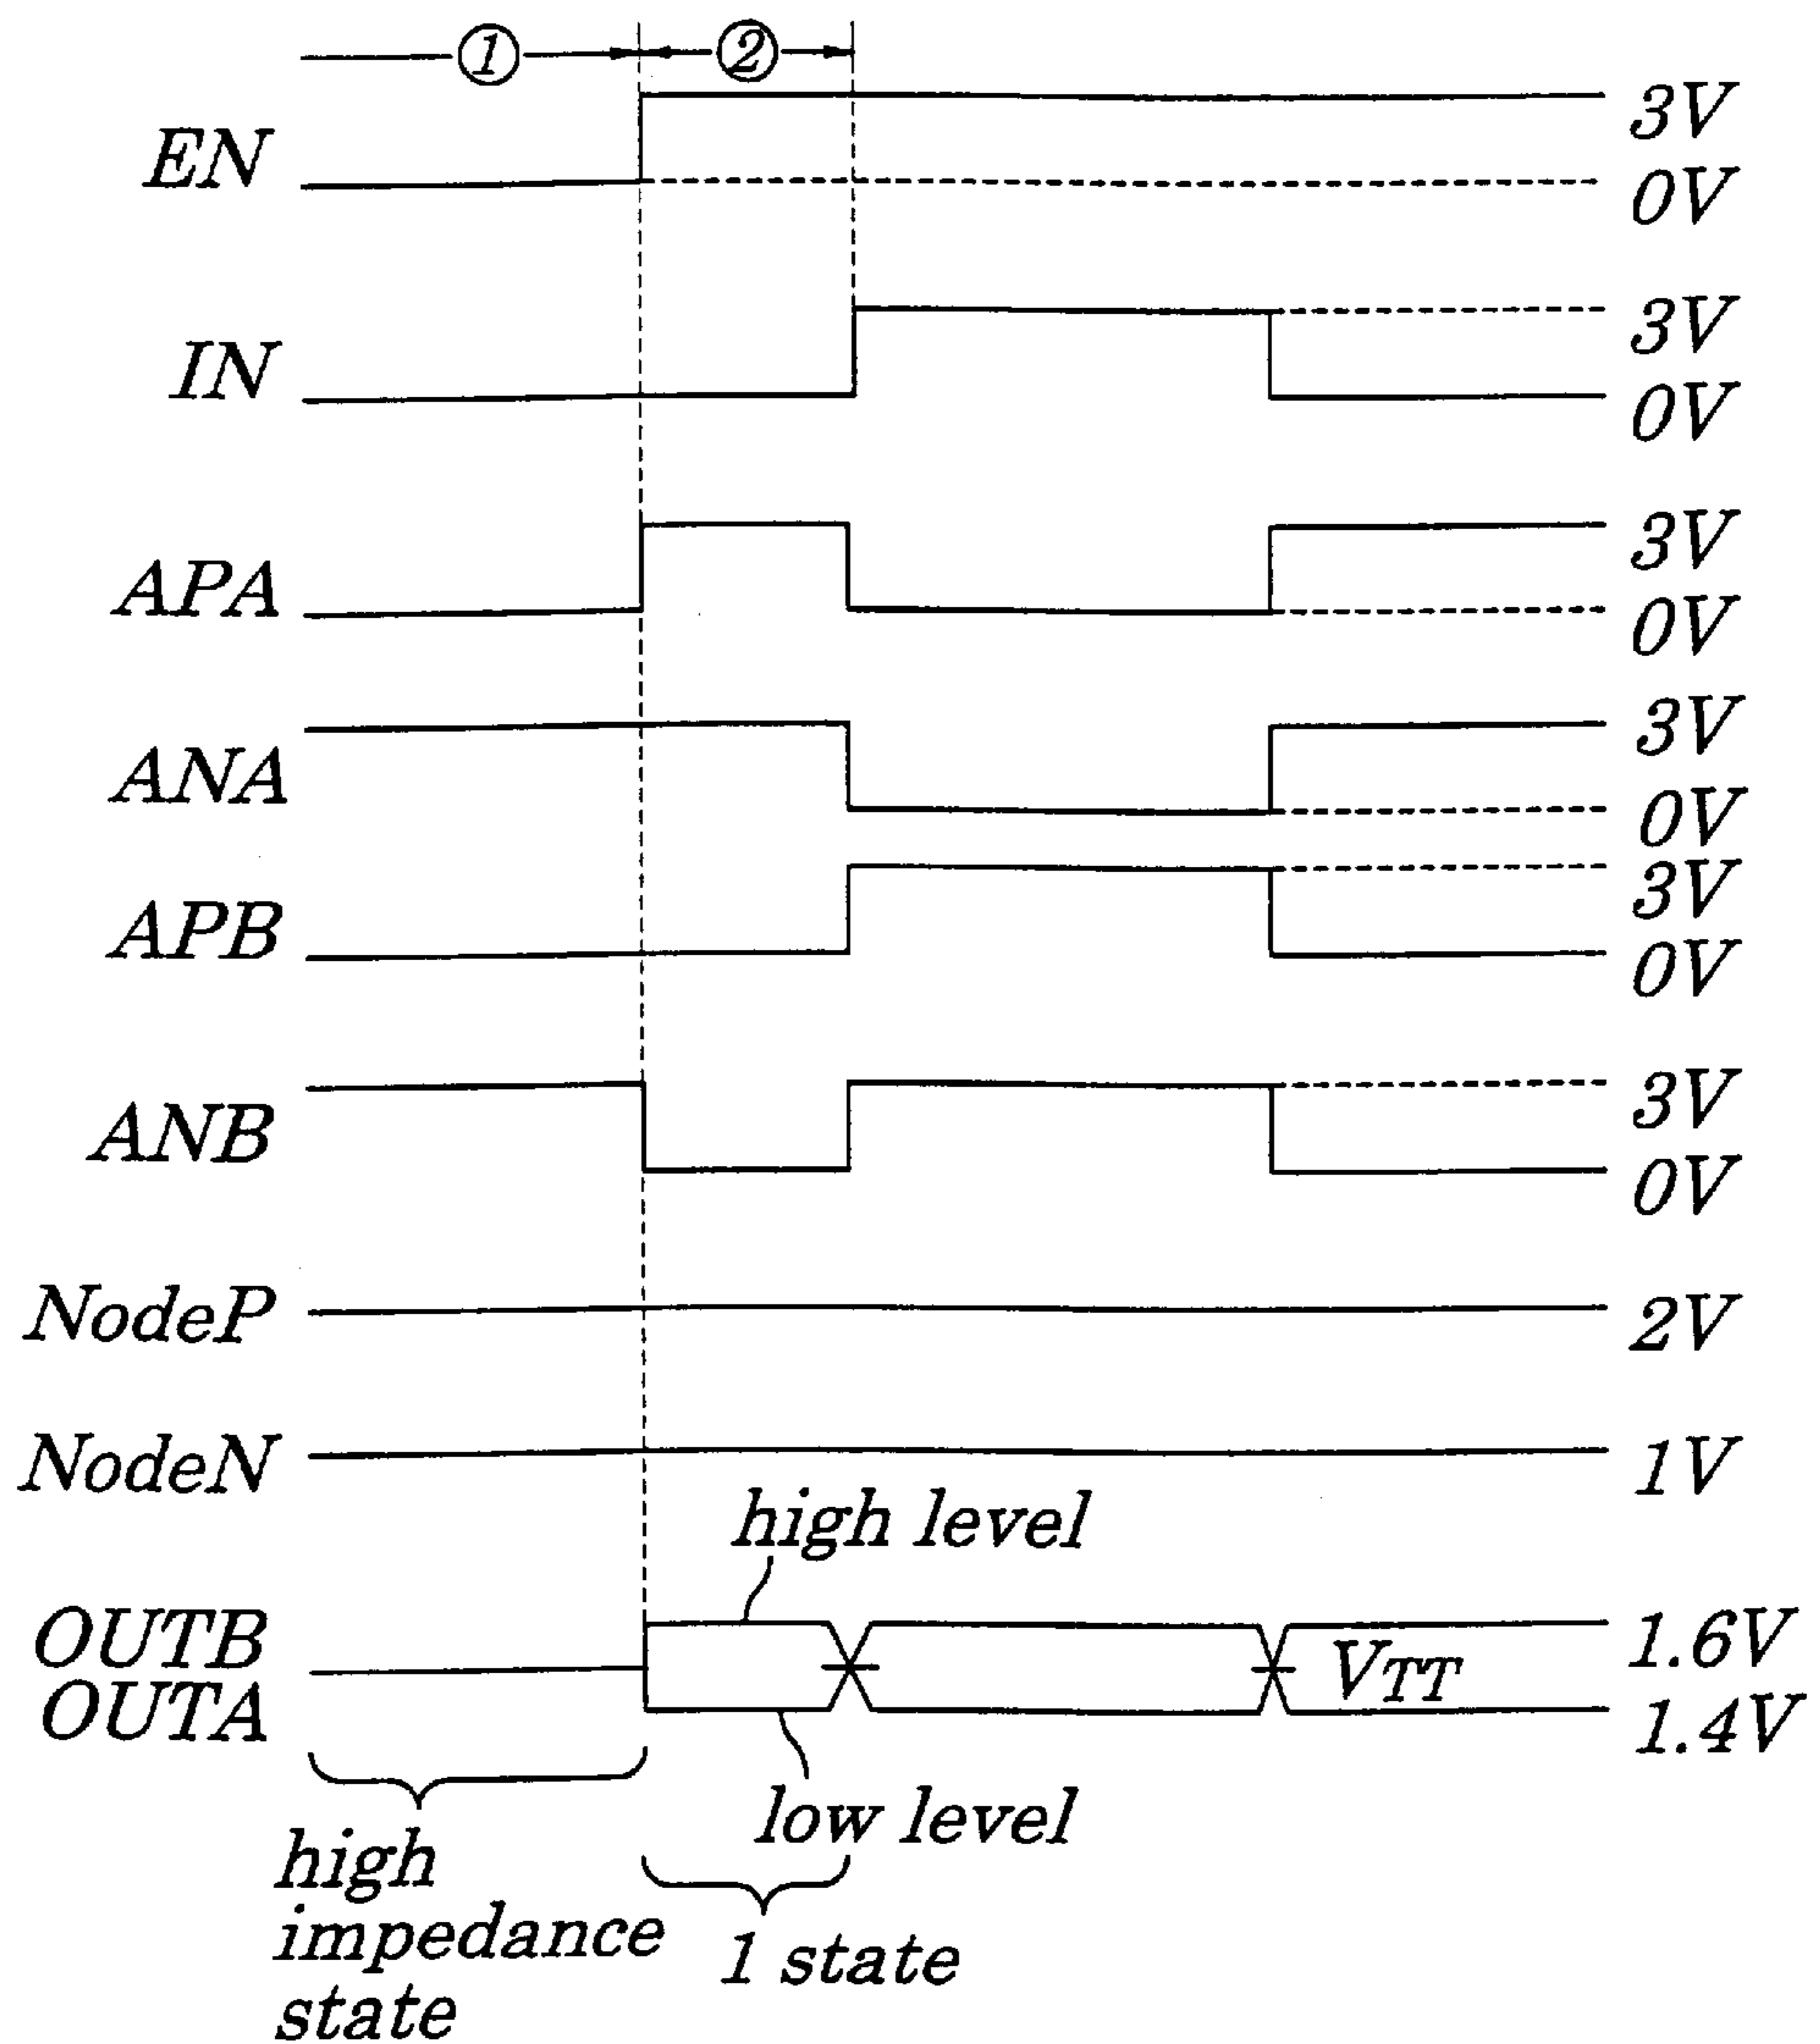 ① ②
EN 3V
0V
IN 3V
0V
APA 3V
0V
ANA 3V
0V
APB 3V
0V
ANB 3V
0V
NodeP 2V
NodeN 1V
high level
OUTB 1.6V
VTT
OUTA 1.4V
low level
high
impedance
state
1 state